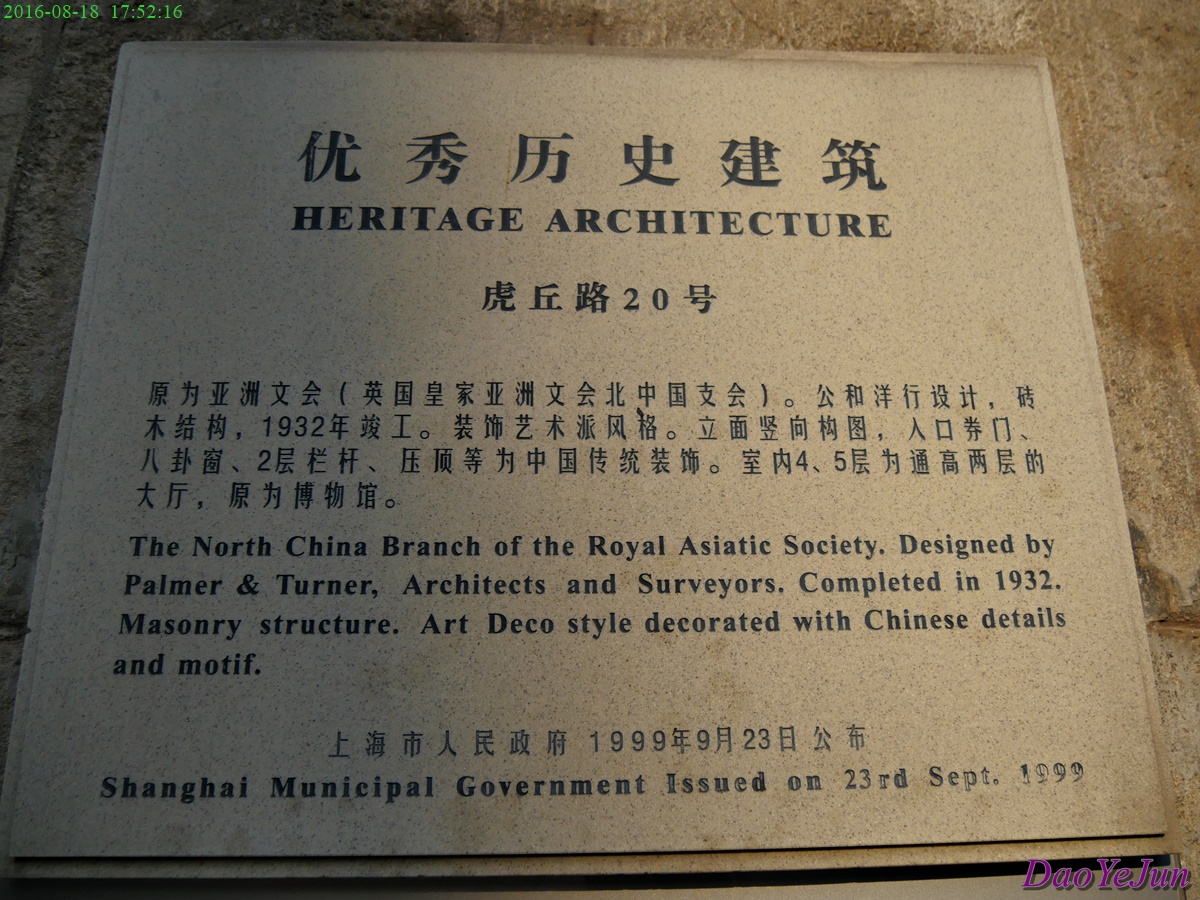 2016-08-18 17:52:16
优秀历史建筑
HERITAGE ARCHITECTURE
虎丘路20号
原为亚洲文会(英国皇家亚洲文会北中国支会)。公和洋行设计,砖
木结构,1932年竣工。装饰艺术派风格。立面竖向构图,入口券门、
八卦窗、2层栏杆、压顶等为中国传统装饰。室内4、5层为通高两层的
大厅,原为博物馆。
The North China Branch of the Royal Asiatic Society. Designed by
Palmer & Turner, Architects and Surveyors. Completed in 1932.
Masonry structure. Art Deco style decorated with Chinese details
and motif.
上海市人民政府 1999年9月23日公布
Shanghai Municipal Government Issued on 23rd Sept. 1999
DaoYeJun